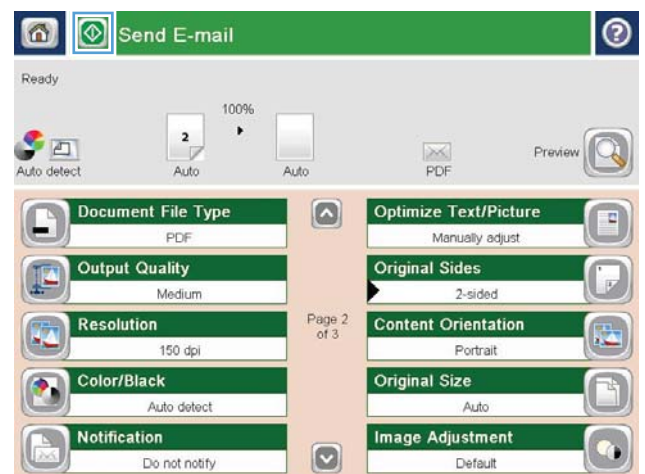 Send E-mail
?
Ready
100%
2
Auto detect
Auto
Auto
PDF
Preview
Document File Type
PDF
Output Quality
Medium
Resolution
150 dpi
Color/Black
Auto detect
Notification
Do not notify
Page 2
of 3
Optimize Text/Picture
Manually adjust
Original Sides
2-sided
Content Orientation
Portrait
Original Size
Auto
Image Adjustment
Default